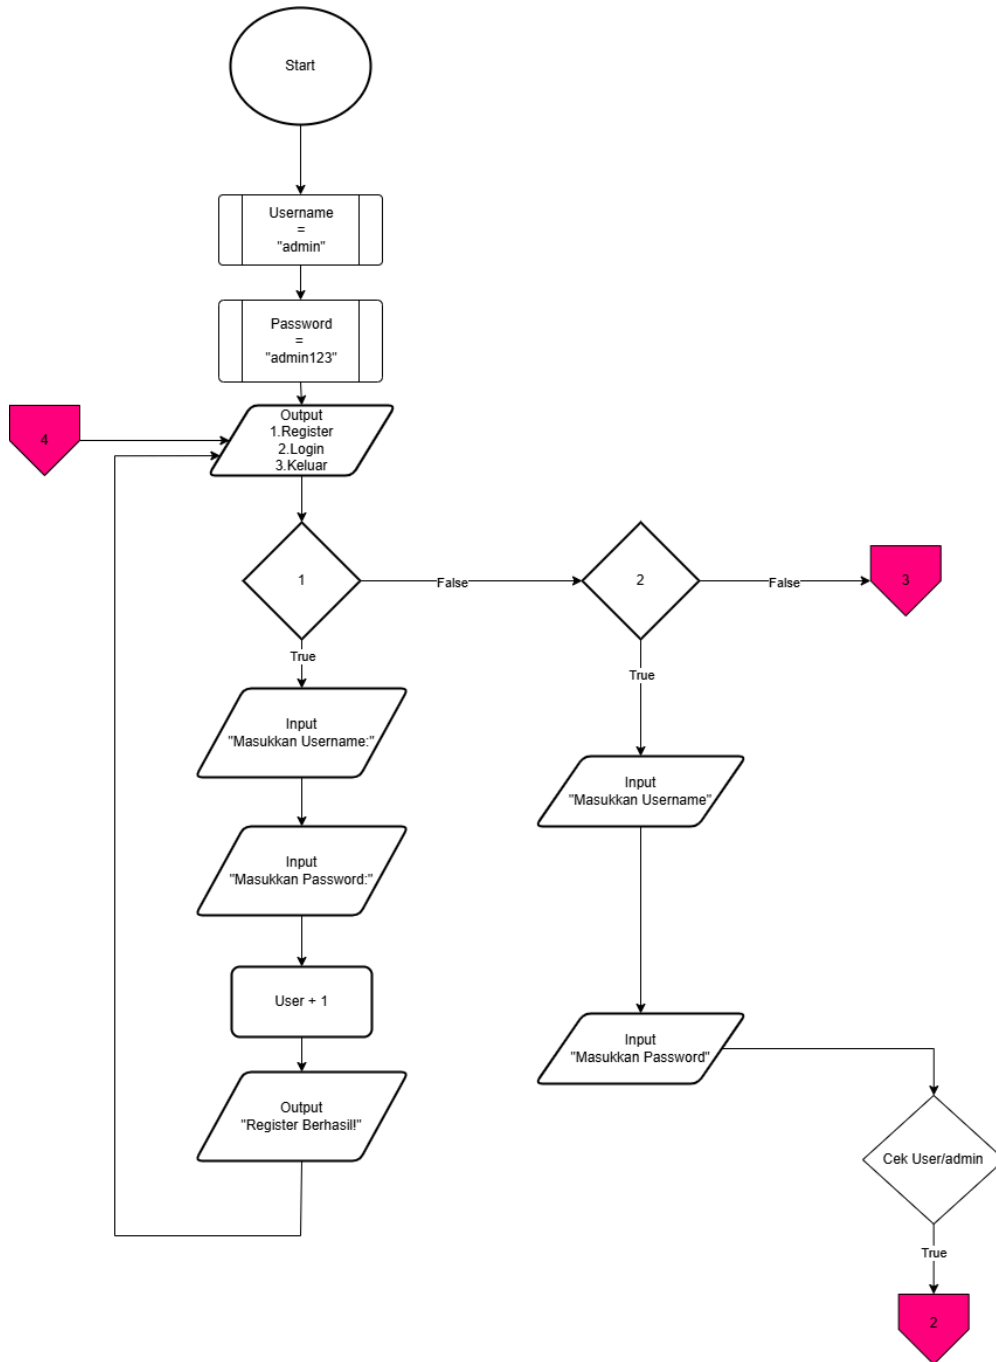 Start
Username
=
"admin"
Password
=
"admin123"
4
Output
1.Register
2.Login
3.Keluar
1
False
2
False
3
True
True
Input
"Masukkan Username:"
Input
"Masukkan Username"
Input
"Masukkan Password:"
User + 1
Input
"Masukkan Password"
Output
"Register Berhasil!"
Cek User/admin
True
2